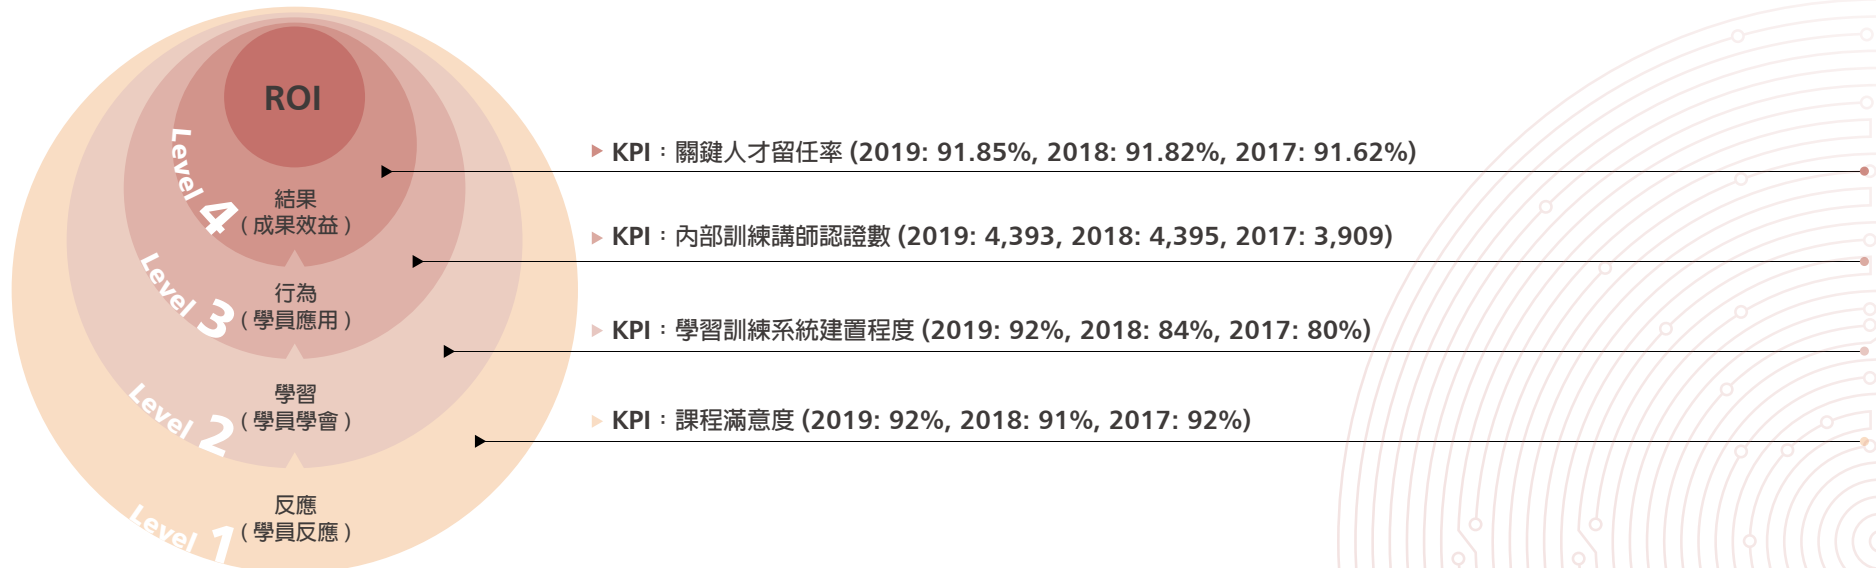 ROI
Level 4
結果
(成果效益)
KPI：關鍵人才留任率 (2019: 91.85%, 2018: 91.82%, 2017: 91.62%)
Level 3
行為
(學員應用)
KPI：內部訓練講師認證數 (2019: 4,393, 2018: 4,395, 2017: 3,909)
Level 2
學習
(學員學會)
KPI：學習訓練系統建置程度 (2019: 92%, 2018: 84%, 2017: 80%)
Level 1
反應
(學員反應)
KPI：課程滿意度 (2019: 92%, 2018: 91%, 2017: 92%)